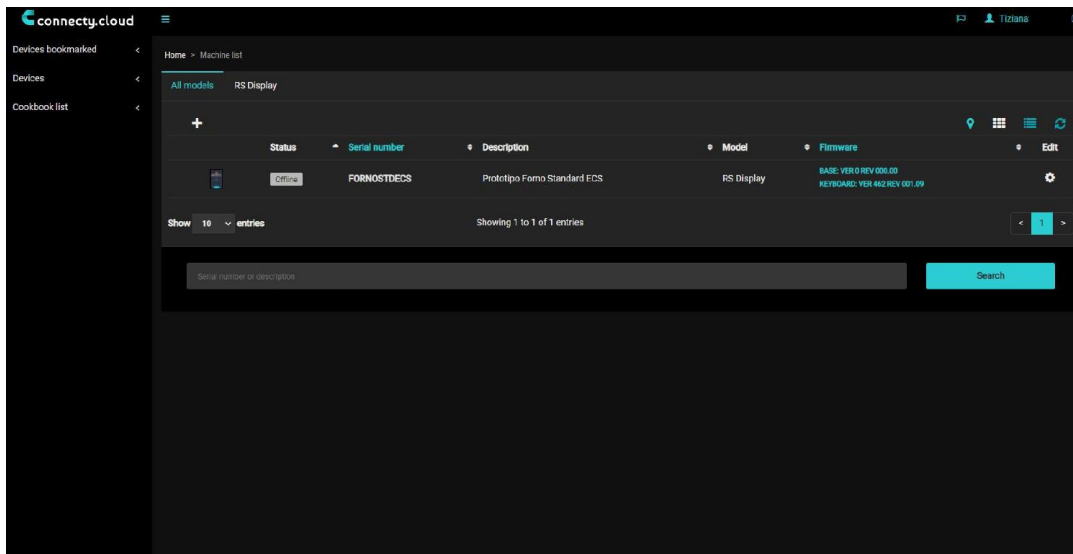 connecty.cloud
Tiziana
Devices bookmarked <
Devices <
Cookbook list <
Home > Machine list
All models RS Display
+
Status Serial number Description Model Firmware Edit
Offline FORNOSTDECS Prototipo Forno Standard ECS RS Display BASE: VER 0 REV 000.00
KEYBOARD: VER 462 REV 001.09
Show 10 entries Showing 1 to 1 of 1 entries < 1 >
Serial number or description Search